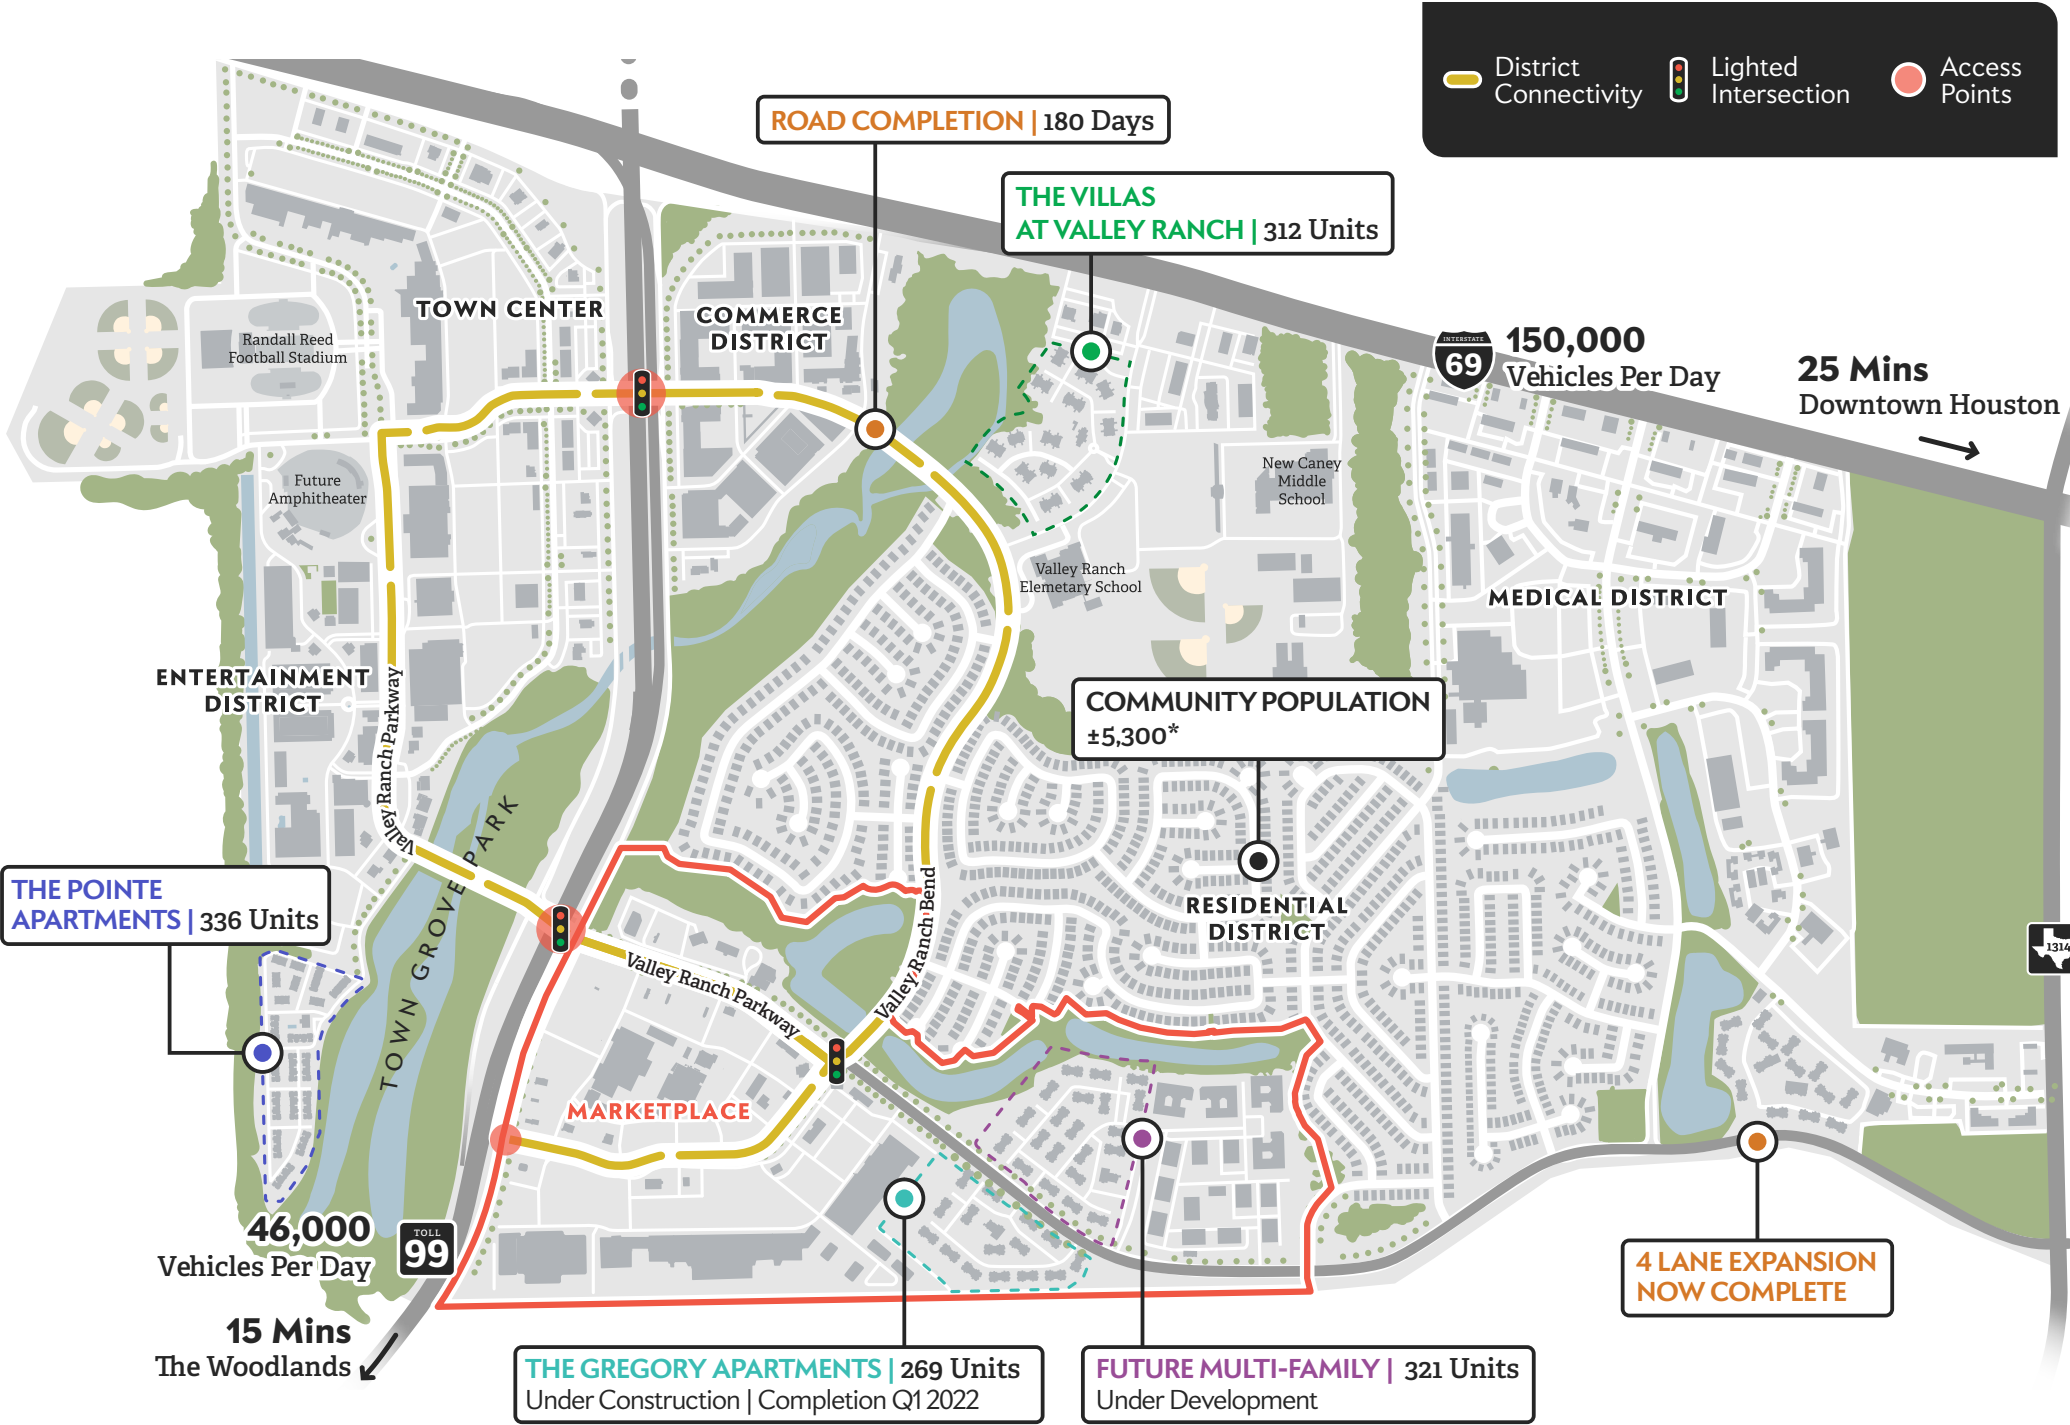 District
Connectivity
Lighted
Intersection
Access
Points
ROAD COMPLETION | 180 Days
THE VILLAS
AT VALLEY RANCH | 312 Units
TOWN CENTER
COMMERCE
DISTRICT
Randall Reed
Football Stadium
INTERSTATE
69
150,000
Vehicles Per Day
25 Mins
Downtown Houston
Future
Amphitheater
New Caney
Middle
School
Valley Ranch
Elemetary School
MEDICAL DISTRICT
ENTERTAINMENT
DISTRICT
Valley Ranch Parkway
COMMUNITY POPULATION
±5,300*
TOWN GROVE PARK
THE POINTE
APARTMENTS | 336 Units
Valley Ranch Bend
RESIDENTIAL
DISTRICT
Valley Ranch Parkway
1314
MARKETPLACE
46,000
Vehicles Per Day
TOLL
99
15 Mins
The Woodlands
4 LANE EXPANSION
NOW COMPLETE
THE GREGORY APARTMENTS | 269 Units
Under Construction | Completion Q1 2022
FUTURE MULTI-FAMILY | 321 Units
Under Development